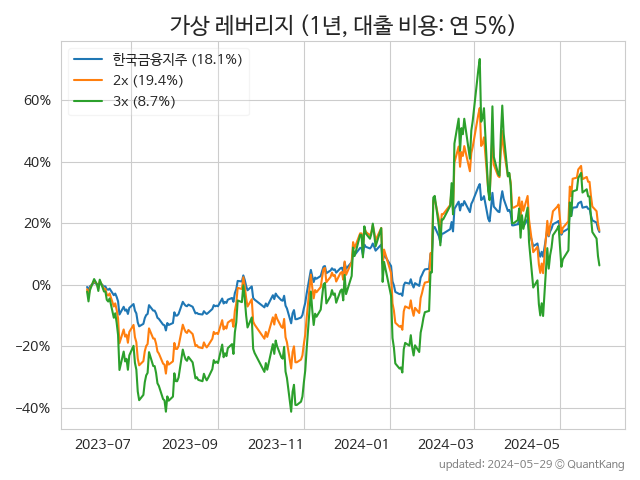 가상 레버리지 (1년, 대출 비용: 연 5%)
한국금융지주 (18.1%)
2x (19.4%)
3x (8.7%)
60%
40%
20%
0%
−20%
−40%
2023-07
2023-09
2023-11
2024-01
2024-03
2024-05
updated: 2024-05-29 © QuantKang